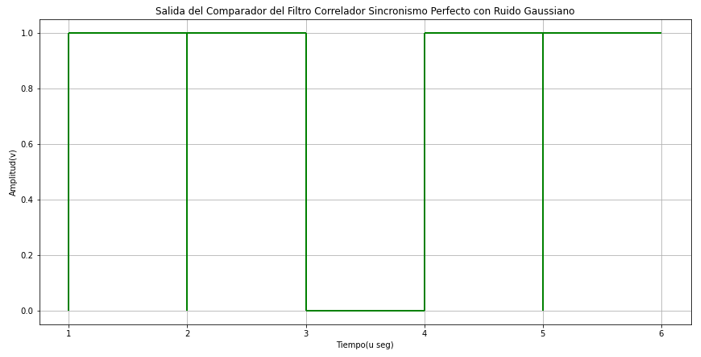 Salida del Comparador del Filtro Correlador Sincronismo Perfecto con Ruido Gaussiano
1.0
0.8
0.6
0.4
0.2
0.0
Amplitud(v)
1 2 3 4 5 6
Tiempo(u seg)